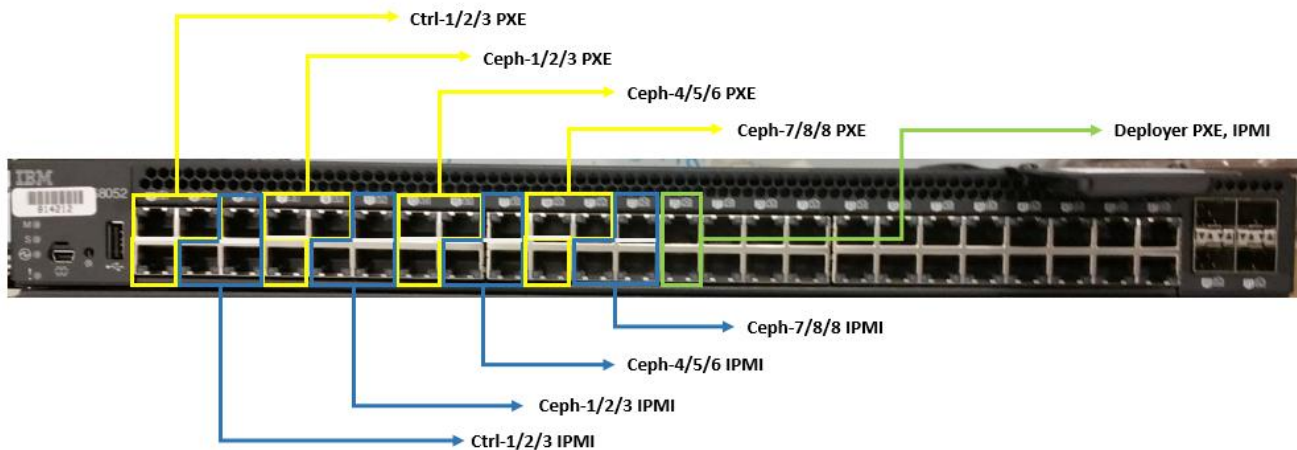 Ctrl-1/2/3 PXE
Ceph-1/2/3 PXE
Ceph-4/5/6 PXE
Ceph-7/8/8 PXE
Deployer PXE, IPMI
IBM
G8052
814212
M
S
Ceph-7/8/8 IPMI
Ceph-4/5/6 IPMI
Ceph-1/2/3 IPMI
Ctrl-1/2/3 IPMI